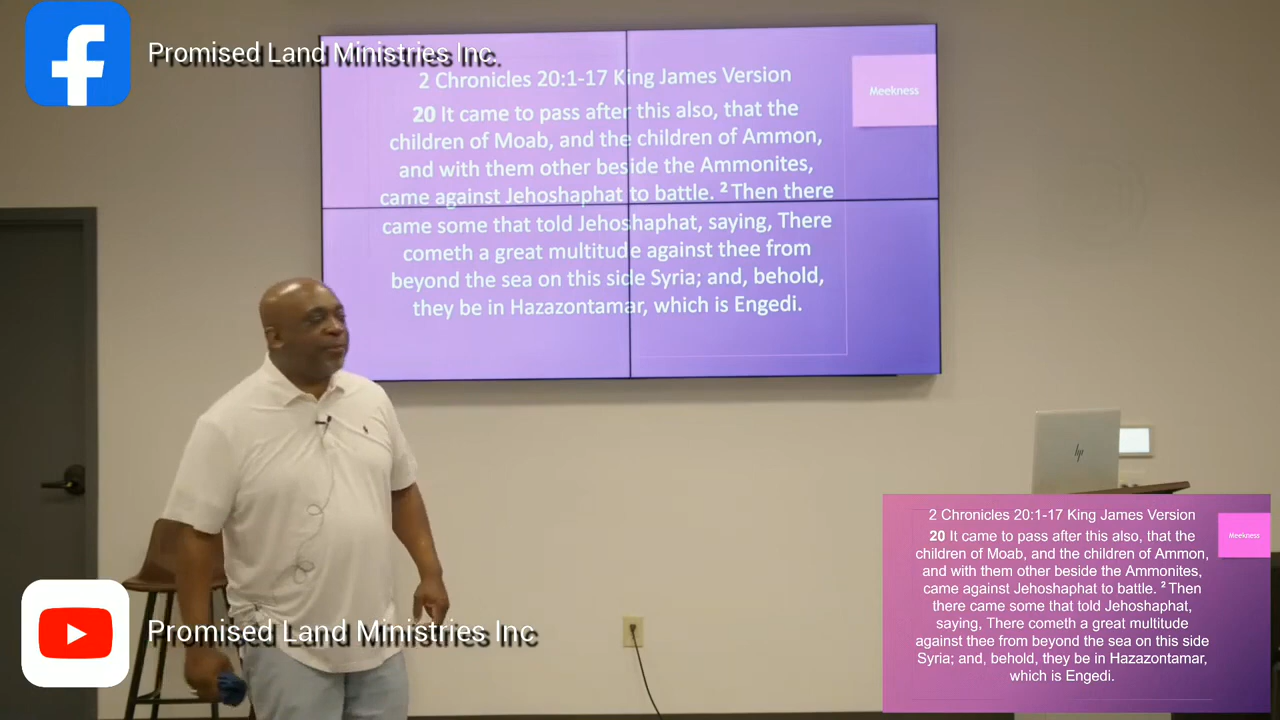 Promised Land Ministries Inc.
2 Chronicles 20:1-17 King James Version
20 It came to pass after this also, that the
children of Moab, and the children of Ammon,
and with them other beside the Ammonites,
came against Jehoshaphat to battle. 2 Then there
came some that told Jehoshaphat, saying, There
cometh a great multitude against thee from
beyond the sea on this side Syria; and, behold,
they be in Hazazontamar, which is Engedi.
Meekness
hp
2 Chronicles 20:1-17 King James Version
20 It came to pass after this also, that the
children of Moab, and the children of Ammon,
and with them other beside the Ammonites,
came against Jehoshaphat to battle. 2 Then
there came some that told Jehoshaphat,
saying, There cometh a great multitude
against thee from beyond the sea on this side
Syria; and, behold, they be in Hazazontamar,
which is Engedi.
Meekness
Promised Land Ministries Inc